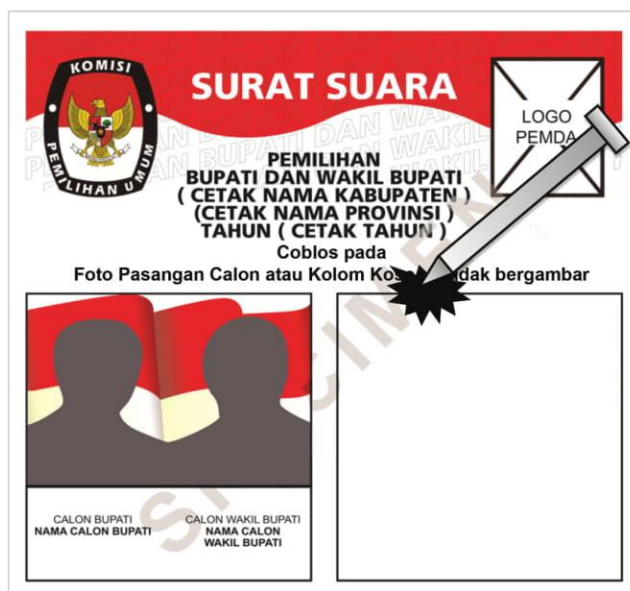 KOMISI
PEMILIHAN UMUM
SURAT SUARA
LOGO
PEMDA
PEMILIHAN
BUPATI DAN WAKIL BUPATI
( CETAK NAMA KABUPATEN )
(CETAK NAMA PROVINSI )
TAHUN ( CETAK TAHUN )
Coblos pada
Foto Pasangan Calon atau Kolom bergambar
SPECIMEN
CALON BUPATI
NAMA CALON BUPATI
CALON WAKIL BUPATI
NAMA CALON
WAKIL BUPATI